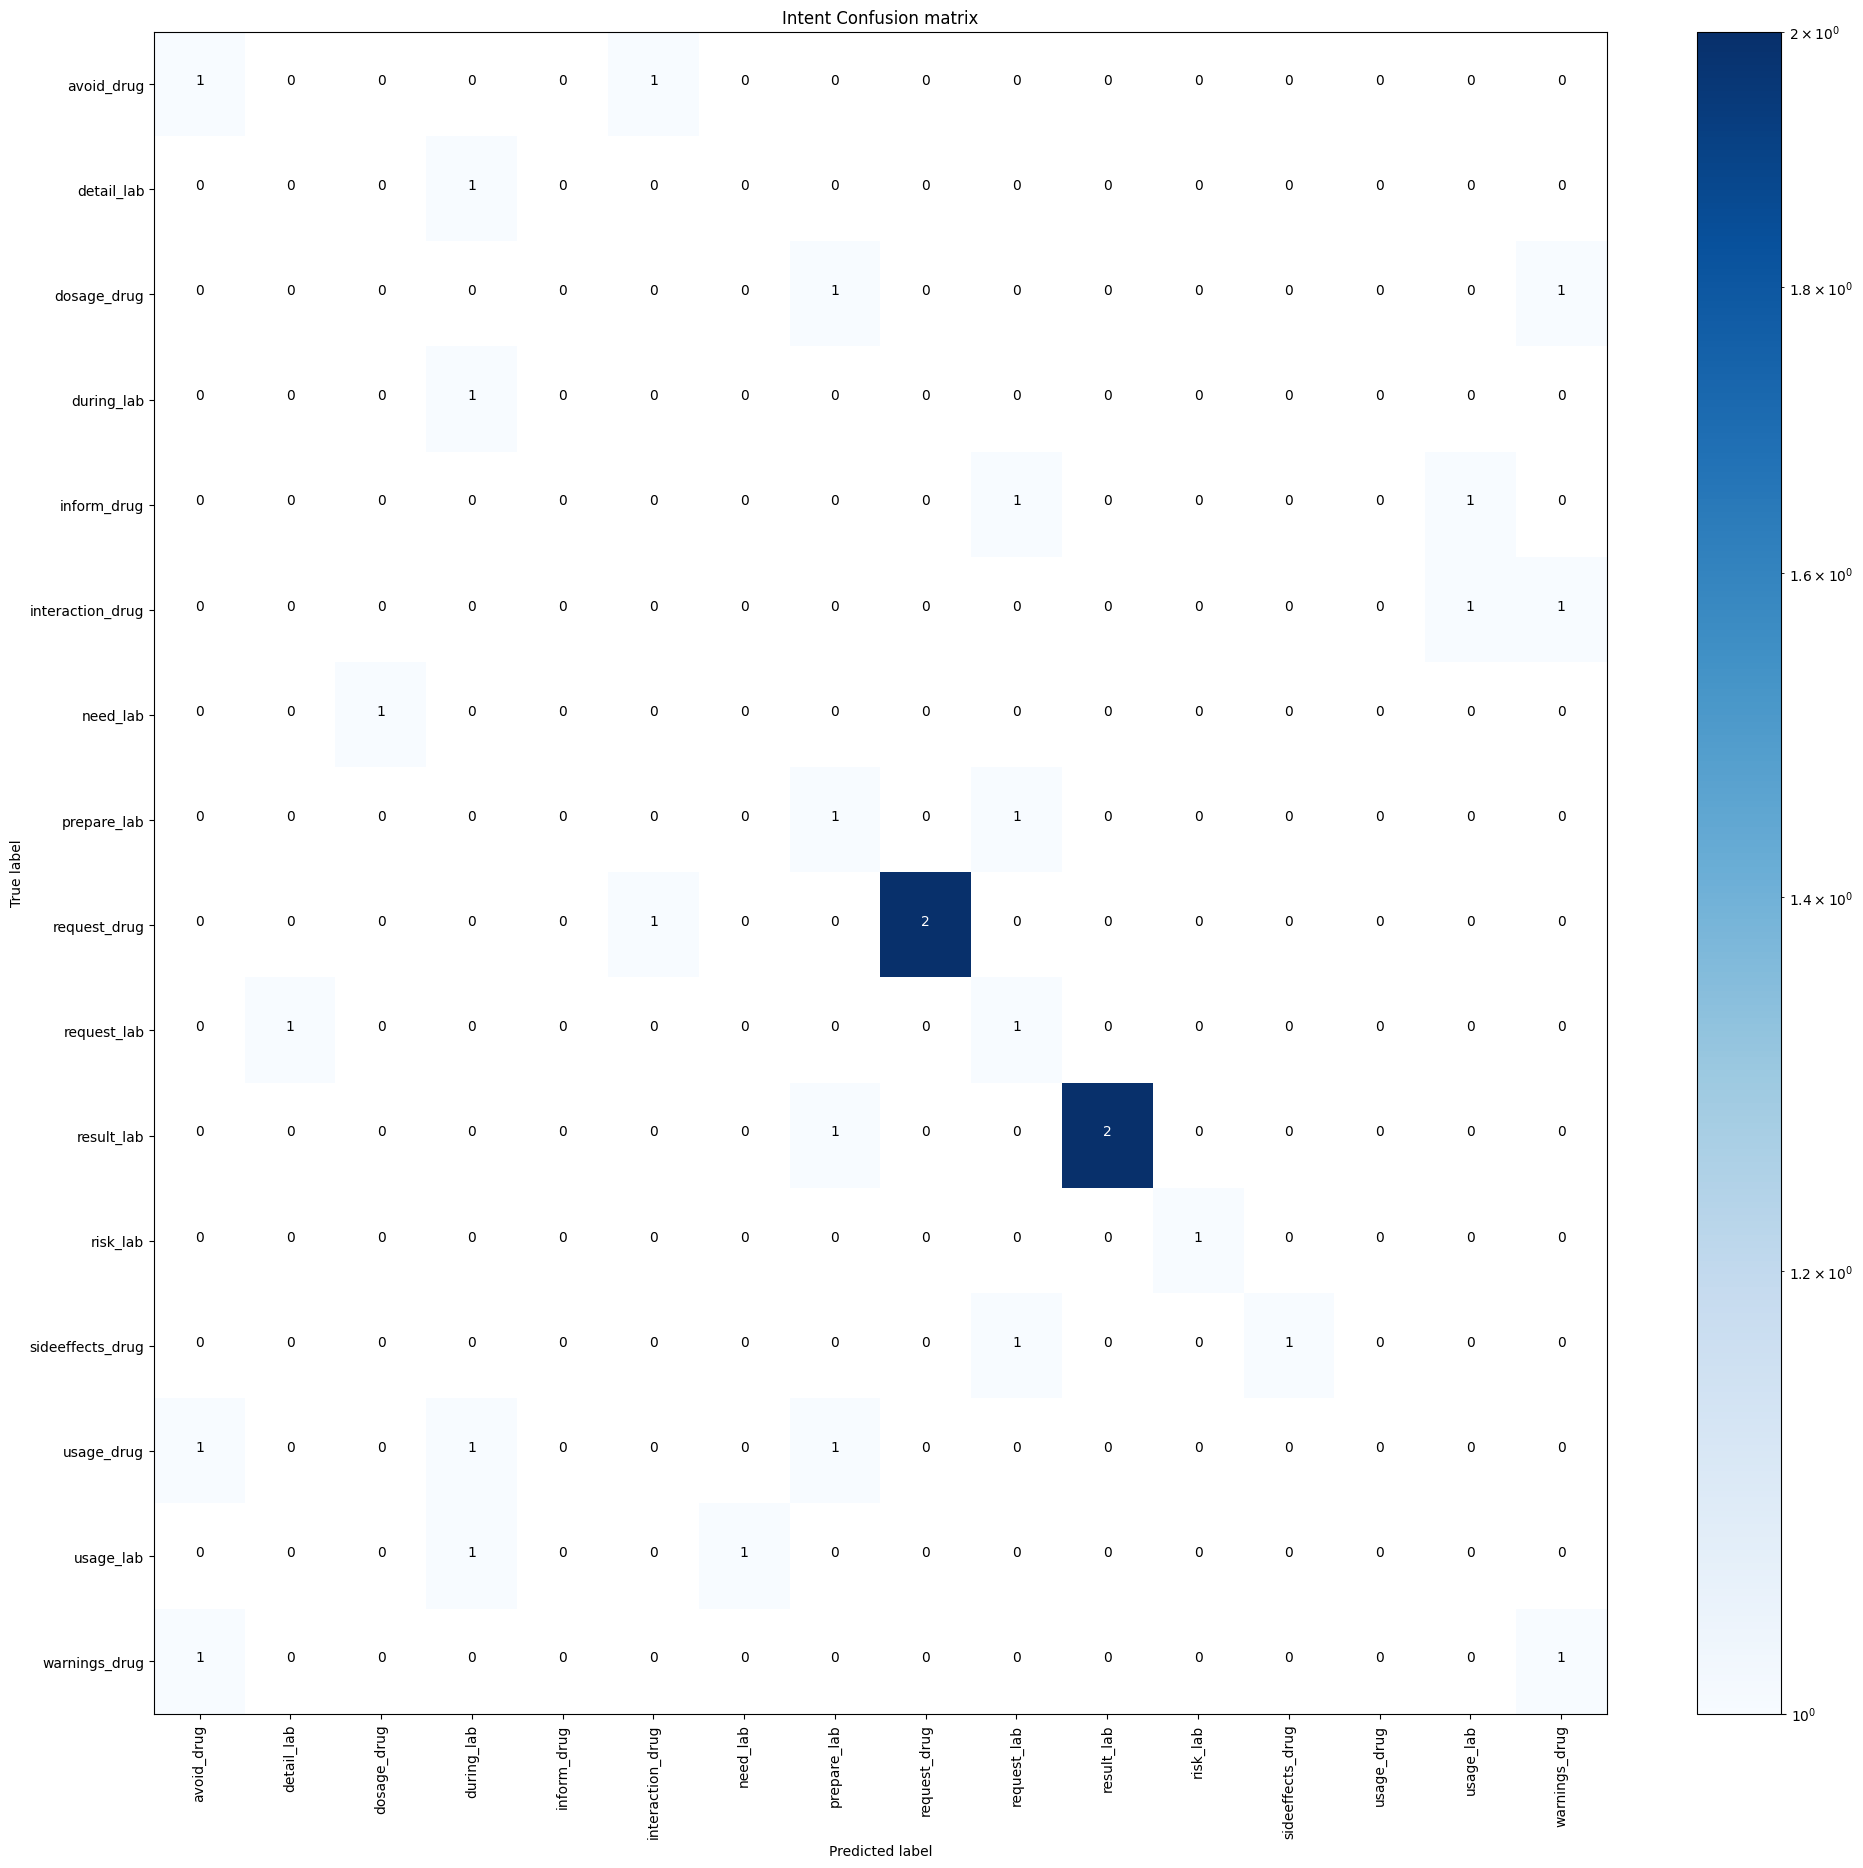 Intent Confusion matrix
avoid_drug 1 0 0 0 0 1 0 0 0 0 0 0 0 0 0 0
detail_lab 0 0 0 1 0 0 0 0 0 0 0 0 0 0 0 0
dosage_drug 0 0 0 0 0 0 0 1 0 0 0 0 0 0 0 1
during_lab 0 0 0 1 0 0 0 0 0 0 0 0 0 0 0 0
inform_drug 0 0 0 0 0 0 0 0 0 1 0 0 0 0 1 0
interaction_drug 0 0 0 0 0 0 0 0 0 0 0 0 0 0 1 1
need_lab 0 0 1 0 0 0 0 0 0 0 0 0 0 0 0 0
prepare_lab 0 0 0 0 0 0 0 1 0 1 0 0 0 0 0 0
request_drug 0 0 0 0 0 1 0 0 2 0 0 0 0 0 0 0
request_lab 0 1 0 0 0 0 0 0 0 1 0 0 0 0 0 0
result_lab 0 0 0 0 0 0 0 1 0 0 2 0 0 0 0 0
risk_lab 0 0 0 0 0 0 0 0 0 0 0 1 0 0 0 0
sideeffects_drug 0 0 0 0 0 0 0 0 0 1 0 0 1 0 0 0
usage_drug 1 0 0 1 0 0 0 1 0 0 0 0 0 0 0 0
usage_lab 0 0 0 1 0 0 1 0 0 0 0 0 0 0 0 0
warnings_drug 1 0 0 0 0 0 0 0 0 0 0 0 0 0 0 1
True label
avoid_drug
detail_lab
dosage_drug
during_lab
inform_drug
interaction_drug
need_lab
prepare_lab
request_drug
request_lab
result_lab
risk_lab
sideeffects_drug
usage_drug
usage_lab
warnings_drug
Predicted label
2 × 10⁰
1.8 × 10⁰
1.6 × 10⁰
1.4 × 10⁰
1.2 × 10⁰
10⁰